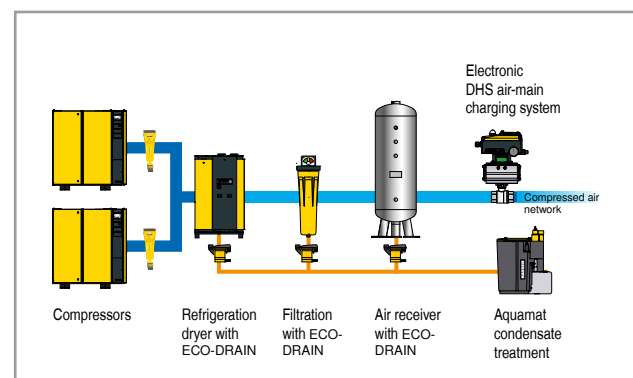 Electronic
DHS air-main
charging system
Compressed air
network
Compressors
Refrigeration
dryer with
ECO-DRAIN
Filtration
with ECO-
DRAIN
Air receiver
with ECO-
DRAIN
Aquamat
condensate
treatment